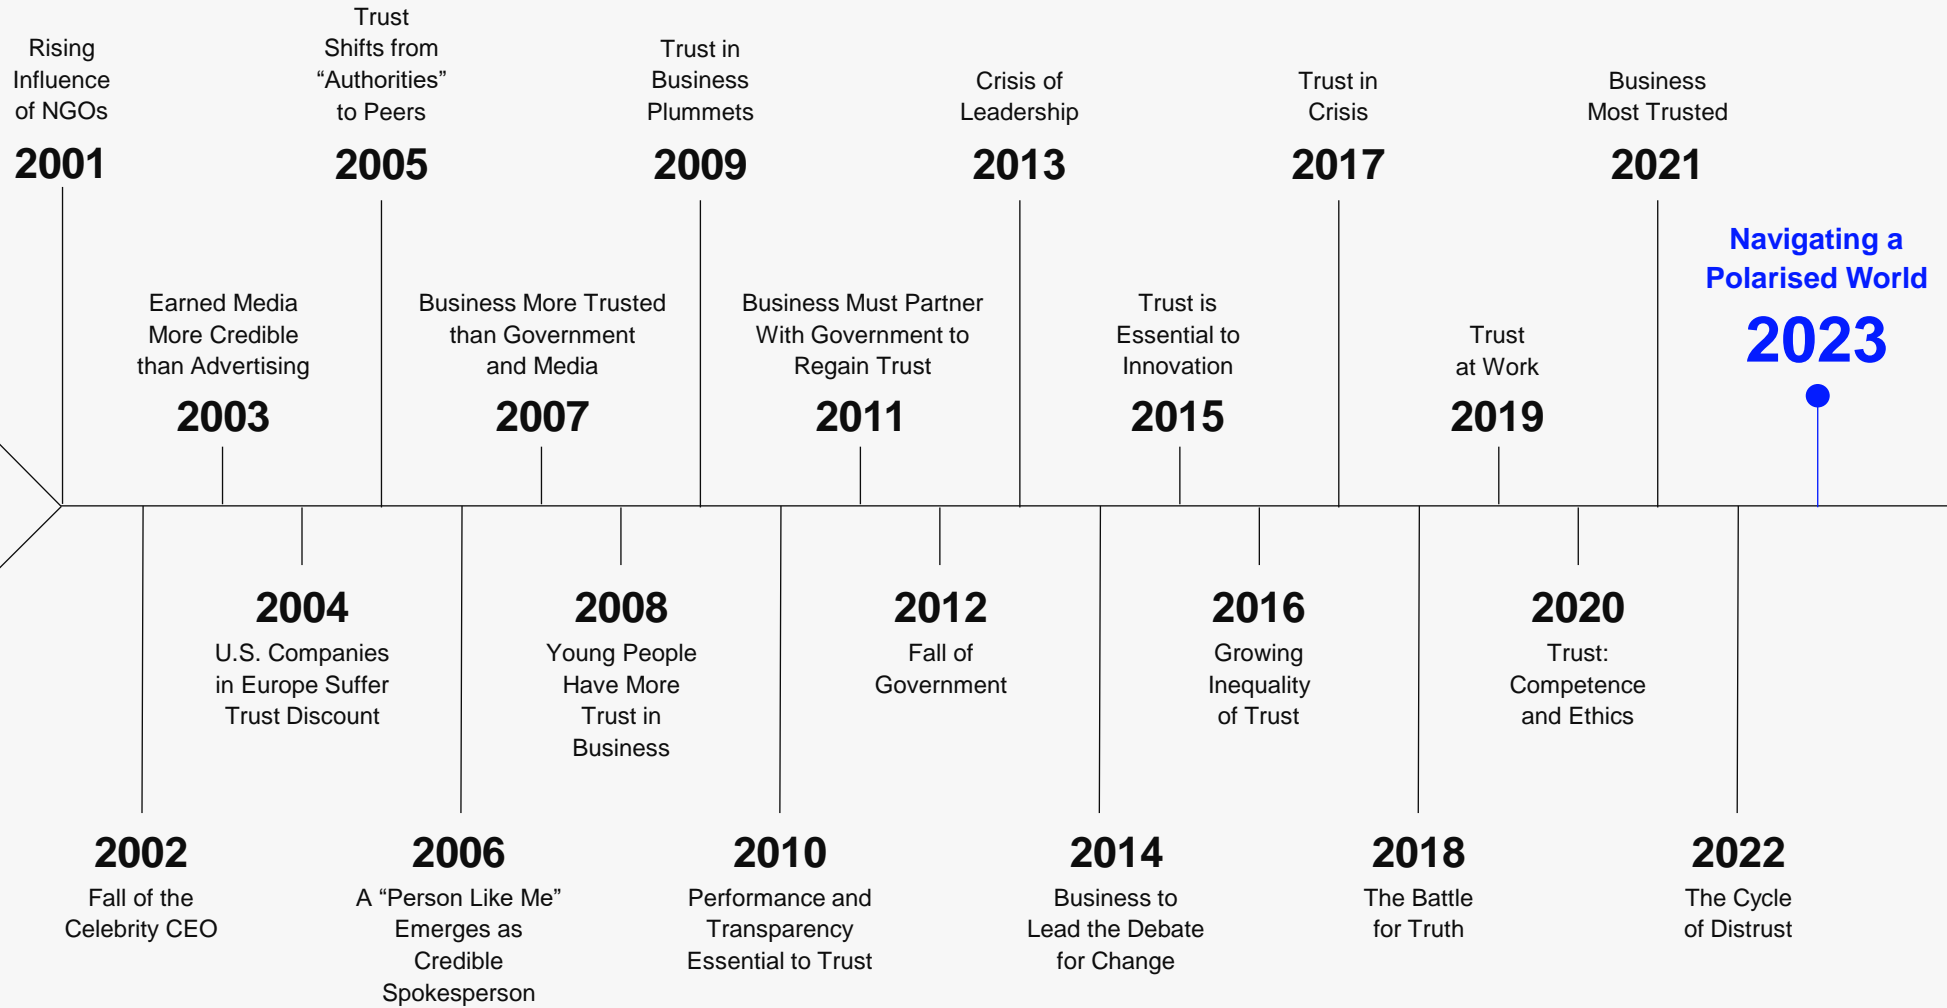 Rising
Influence
of NGOs
2001
Trust
Shifts from
“Authorities”
to Peers
2005
Trust in
Business
Plummets
2009
Crisis of
Leadership
2013
Trust in
Crisis
2017
Business
Most Trusted
2021
Earned Media
More Credible
than Advertising
2003
Business More Trusted
than Government
and Media
2007
Business Must Partner
With Government to
Regain Trust
2011
Trust is
Essential to
Innovation
2015
Trust
at Work
2019
Navigating a
Polarised World
2023
2004
U.S. Companies
in Europe Suffer
Trust Discount
2008
Young People
Have More
Trust in
Business
2012
Fall of
Government
2016
Growing
Inequality
of Trust
2020
Trust:
Competence
and Ethics
2002
Fall of the
Celebrity CEO
2006
A “Person Like Me”
Emerges as
Credible
Spokesperson
2010
Performance and
Transparency
Essential to Trust
2014
Business to
Lead the Debate
for Change
2018
The Battle
for Truth
2022
The Cycle
of Distrust